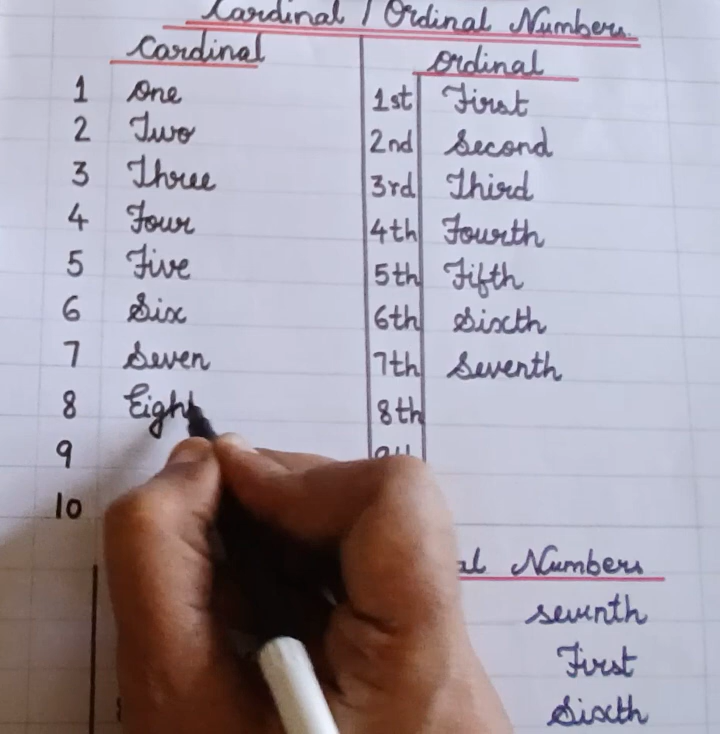 Cardinal / Ordinal Numbers
Cardinal Ordinal
1 One 1st First
2 Two 2nd Second
3 Three 3rd Third
4 Four 4th Fourth
5 Five 5th Fifth
6 Six 6th Sixth
7 Seven 7th Seventh
8 Eigh 8th
9
10
Numbers
seventh
First
Sixth